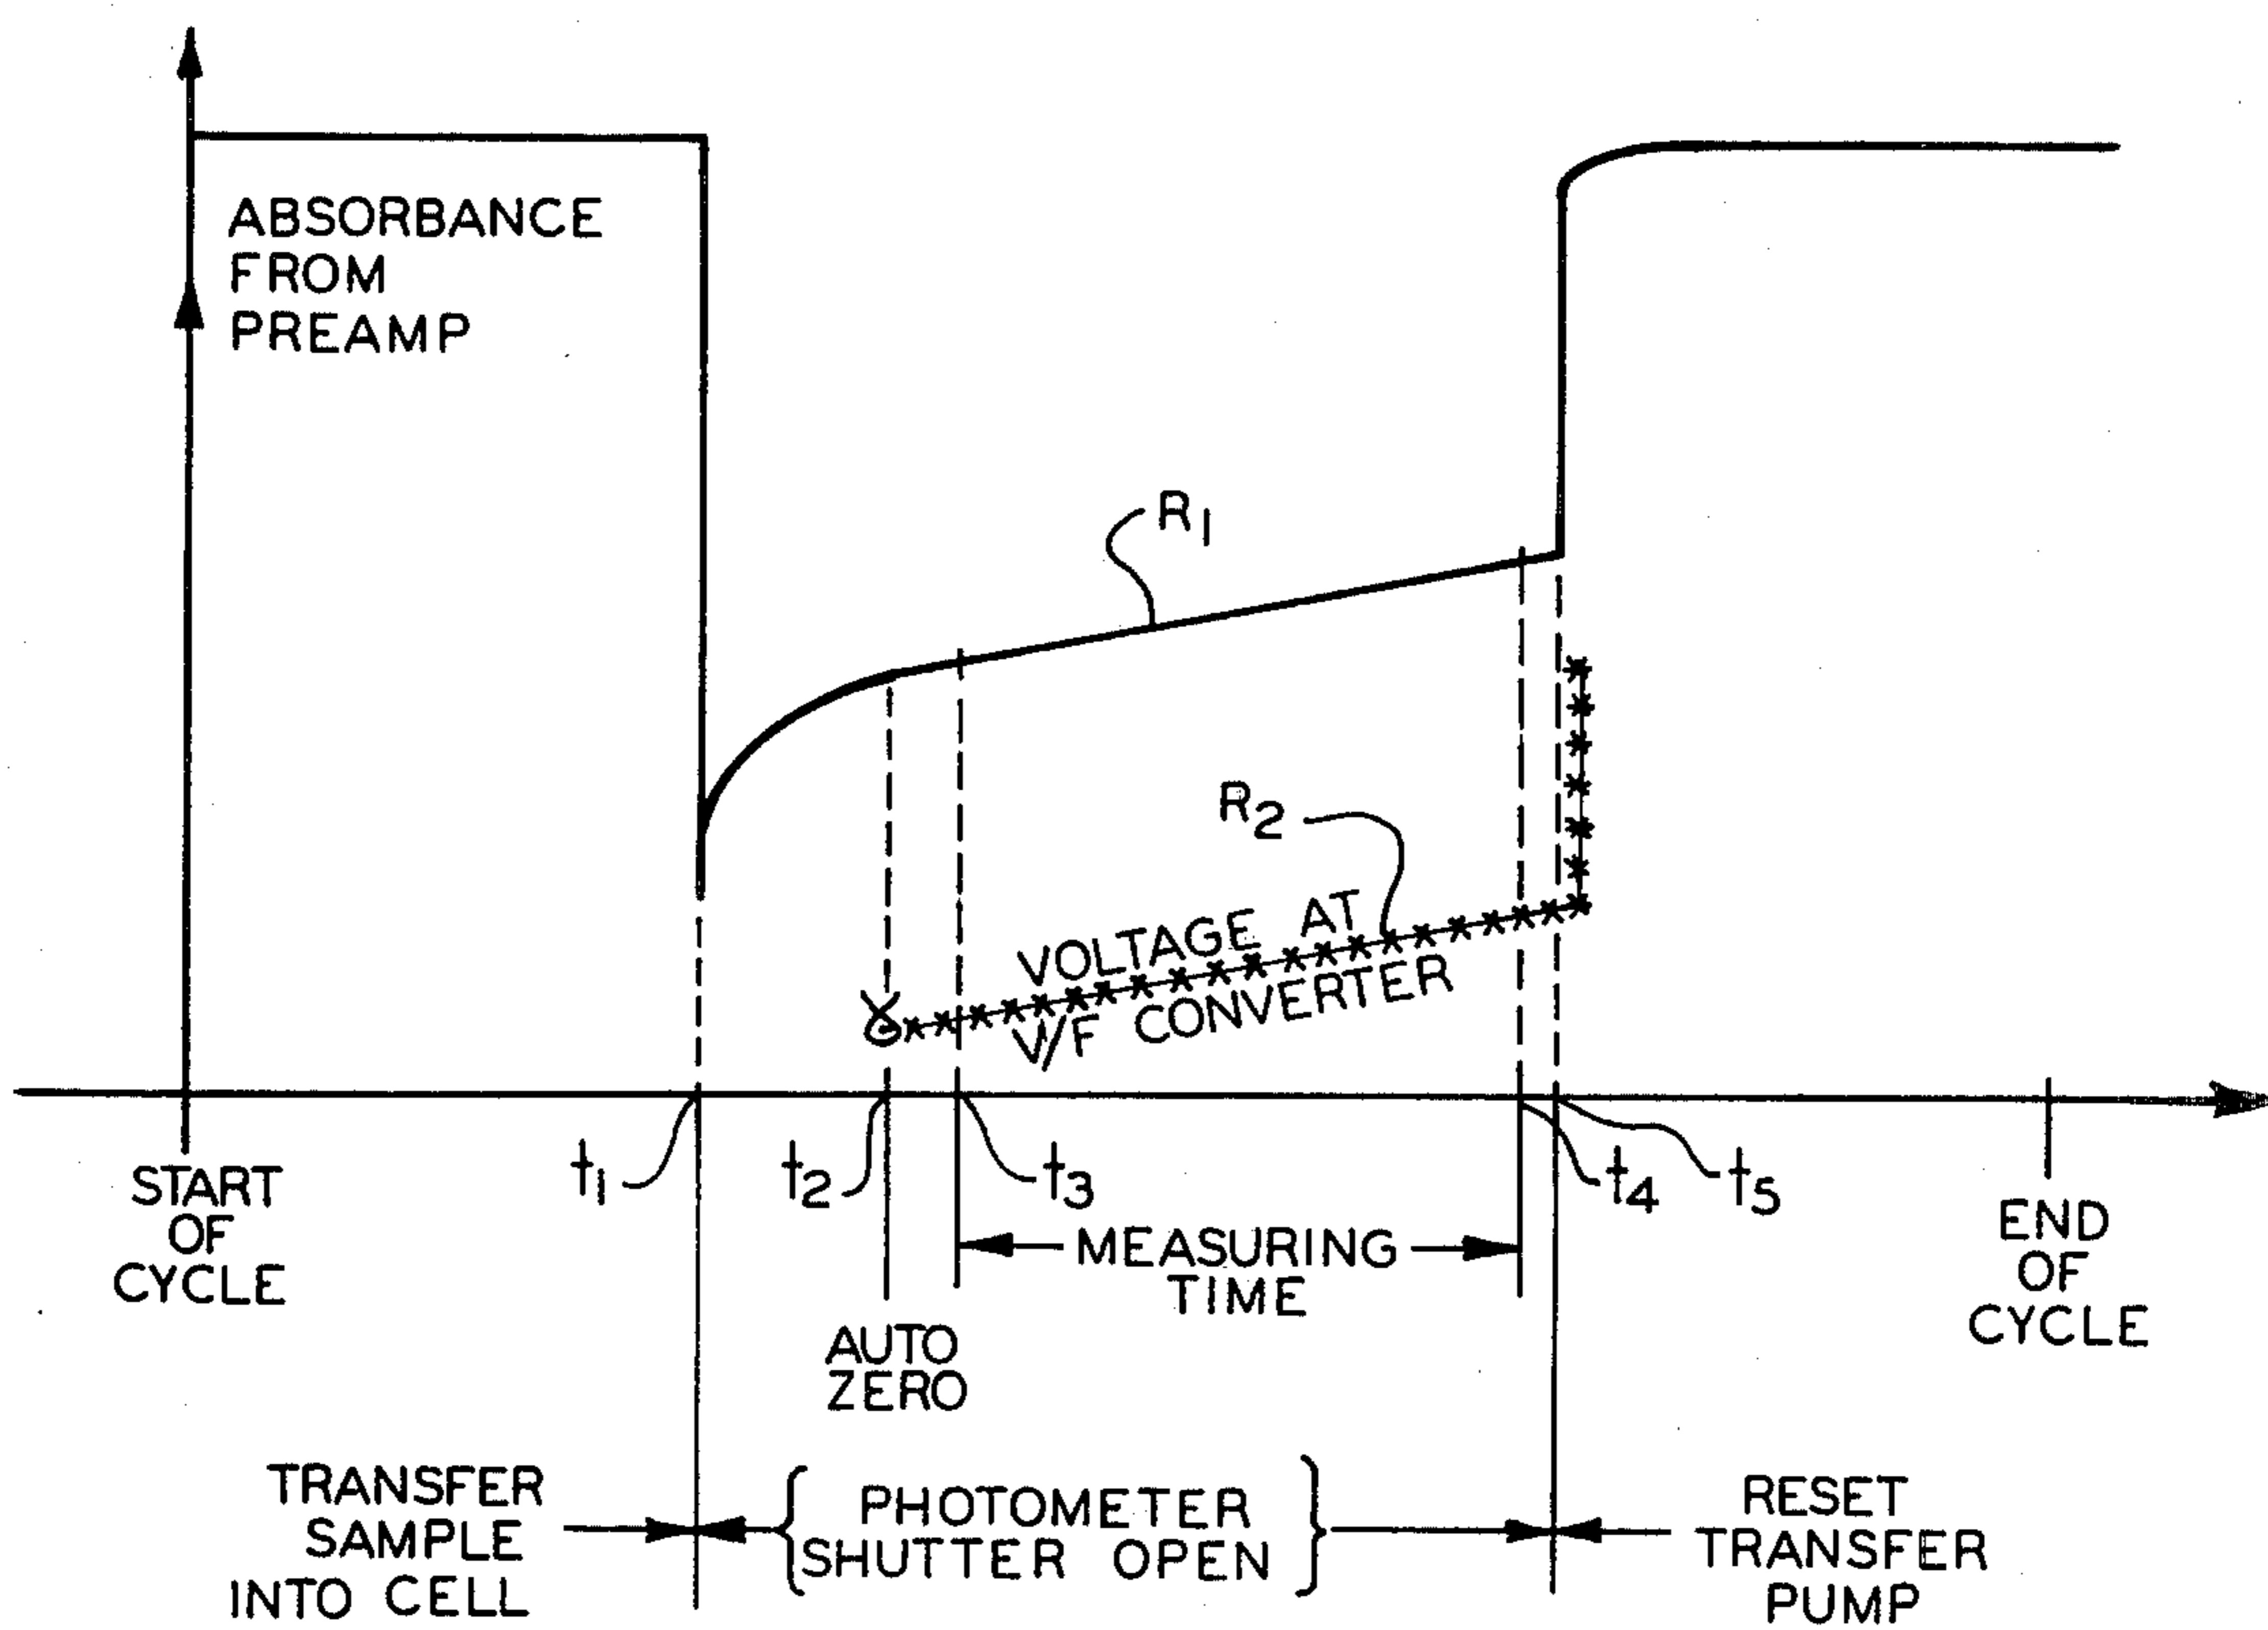 ABSORBANCE
FROM
PREAMP
R1
R2
VOLTAGE AT
V/F CONVERTER
t1
t2
t3
t4
t5
START
OF
CYCLE
MEASURING
TIME
END
OF
CYCLE
AUTO
ZERO
TRANSFER
SAMPLE
INTO CELL
PHOTOMETER
SHUTTER OPEN
RESET
TRANSFER
PUMP